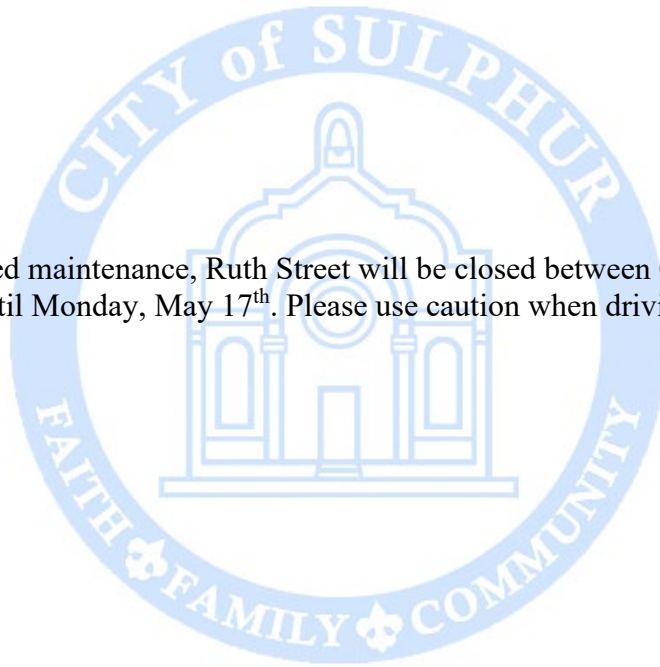 CITY of SULPHUR
ed maintenance, Ruth Street will be closed between
til Monday, May 17th. Please use caution when drivi
FAITH FAMILY COMMUNITY